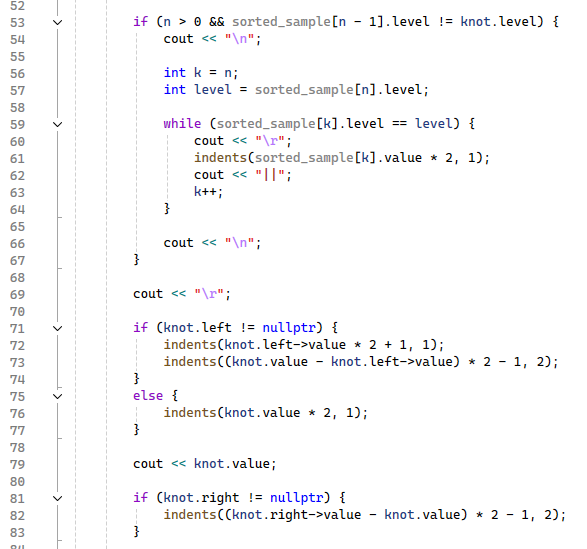 52
53 if (n > 0 && sorted_sample[n - 1].level != knot.level) {
54 cout << "\n";
55
56 int k = n;
57 int level = sorted_sample[n].level;
58
59 while (sorted_sample[k].level == level) {
60 cout << "\r";
61 indents(sorted_sample[k].value * 2, 1);
62 cout << "||";
63 k++;
64 }
65
66 cout << "\n";
67 }
68
69 cout << "\r";
70
71 if (knot.left != nullptr) {
72 indents(knot.left->value * 2 + 1, 1);
73 indents((knot.value - knot.left->value) * 2 - 1, 2);
74 }
75 else {
76 indents(knot.value * 2, 1);
77 }
78
79 cout << knot.value;
80
81 if (knot.right != nullptr) {
82 indents((knot.right->value - knot.value) * 2 - 1, 2);
83 }